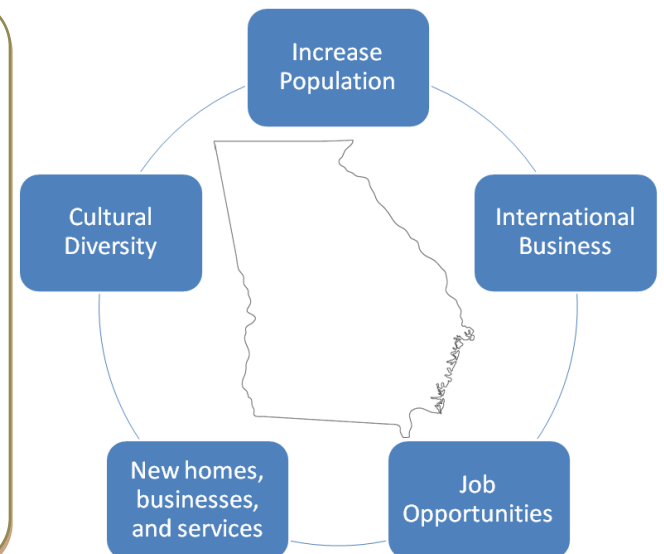 Increase
Population
Cultural
Diversity
International
Business
New homes,
businesses,
and services
Job
Opportunities